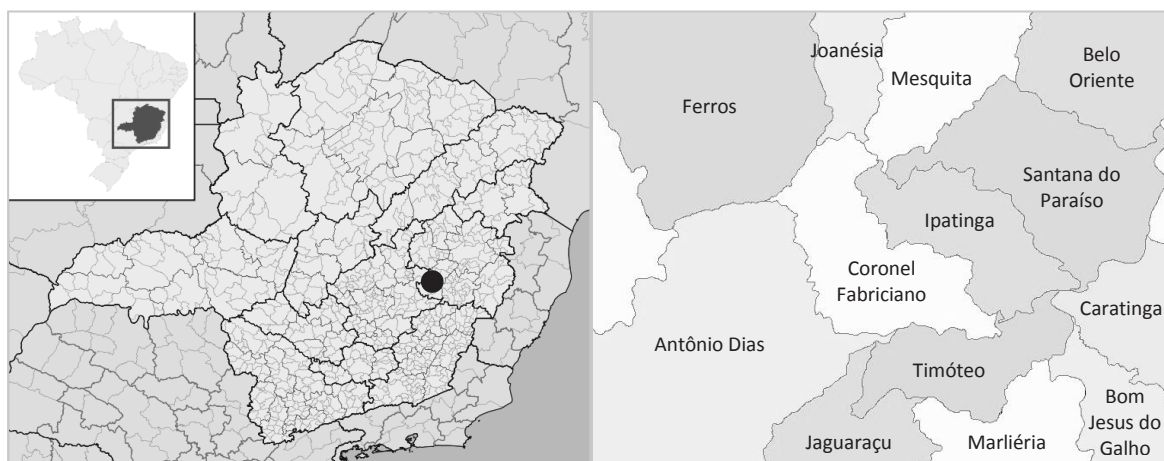 Joanésia
Mesquita
Belo
Oriente
Ferros
Santana do
Paraíso
Ipatinga
Coronel
Fabriciano
Caratinga
Antônio Dias
Timóteo
Bom
Jesus do
Galho
Jaguaraçu
Marliéria